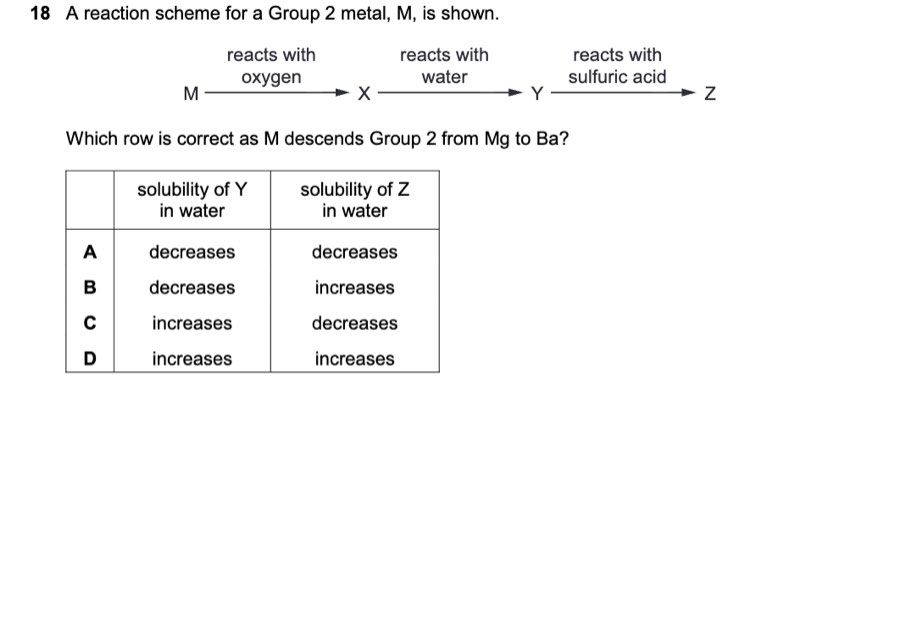 18 A reaction scheme for a Group 2 metal, M, is shown.
reacts with reacts with reacts with
oxygen water sulfuric acid
M X Y Z
Which row is correct as M descends Group 2 from Mg to Ba?
solubility of Y solubility of Z
in water in water
A decreases decreases
B decreases increases
C increases decreases
D increases increases